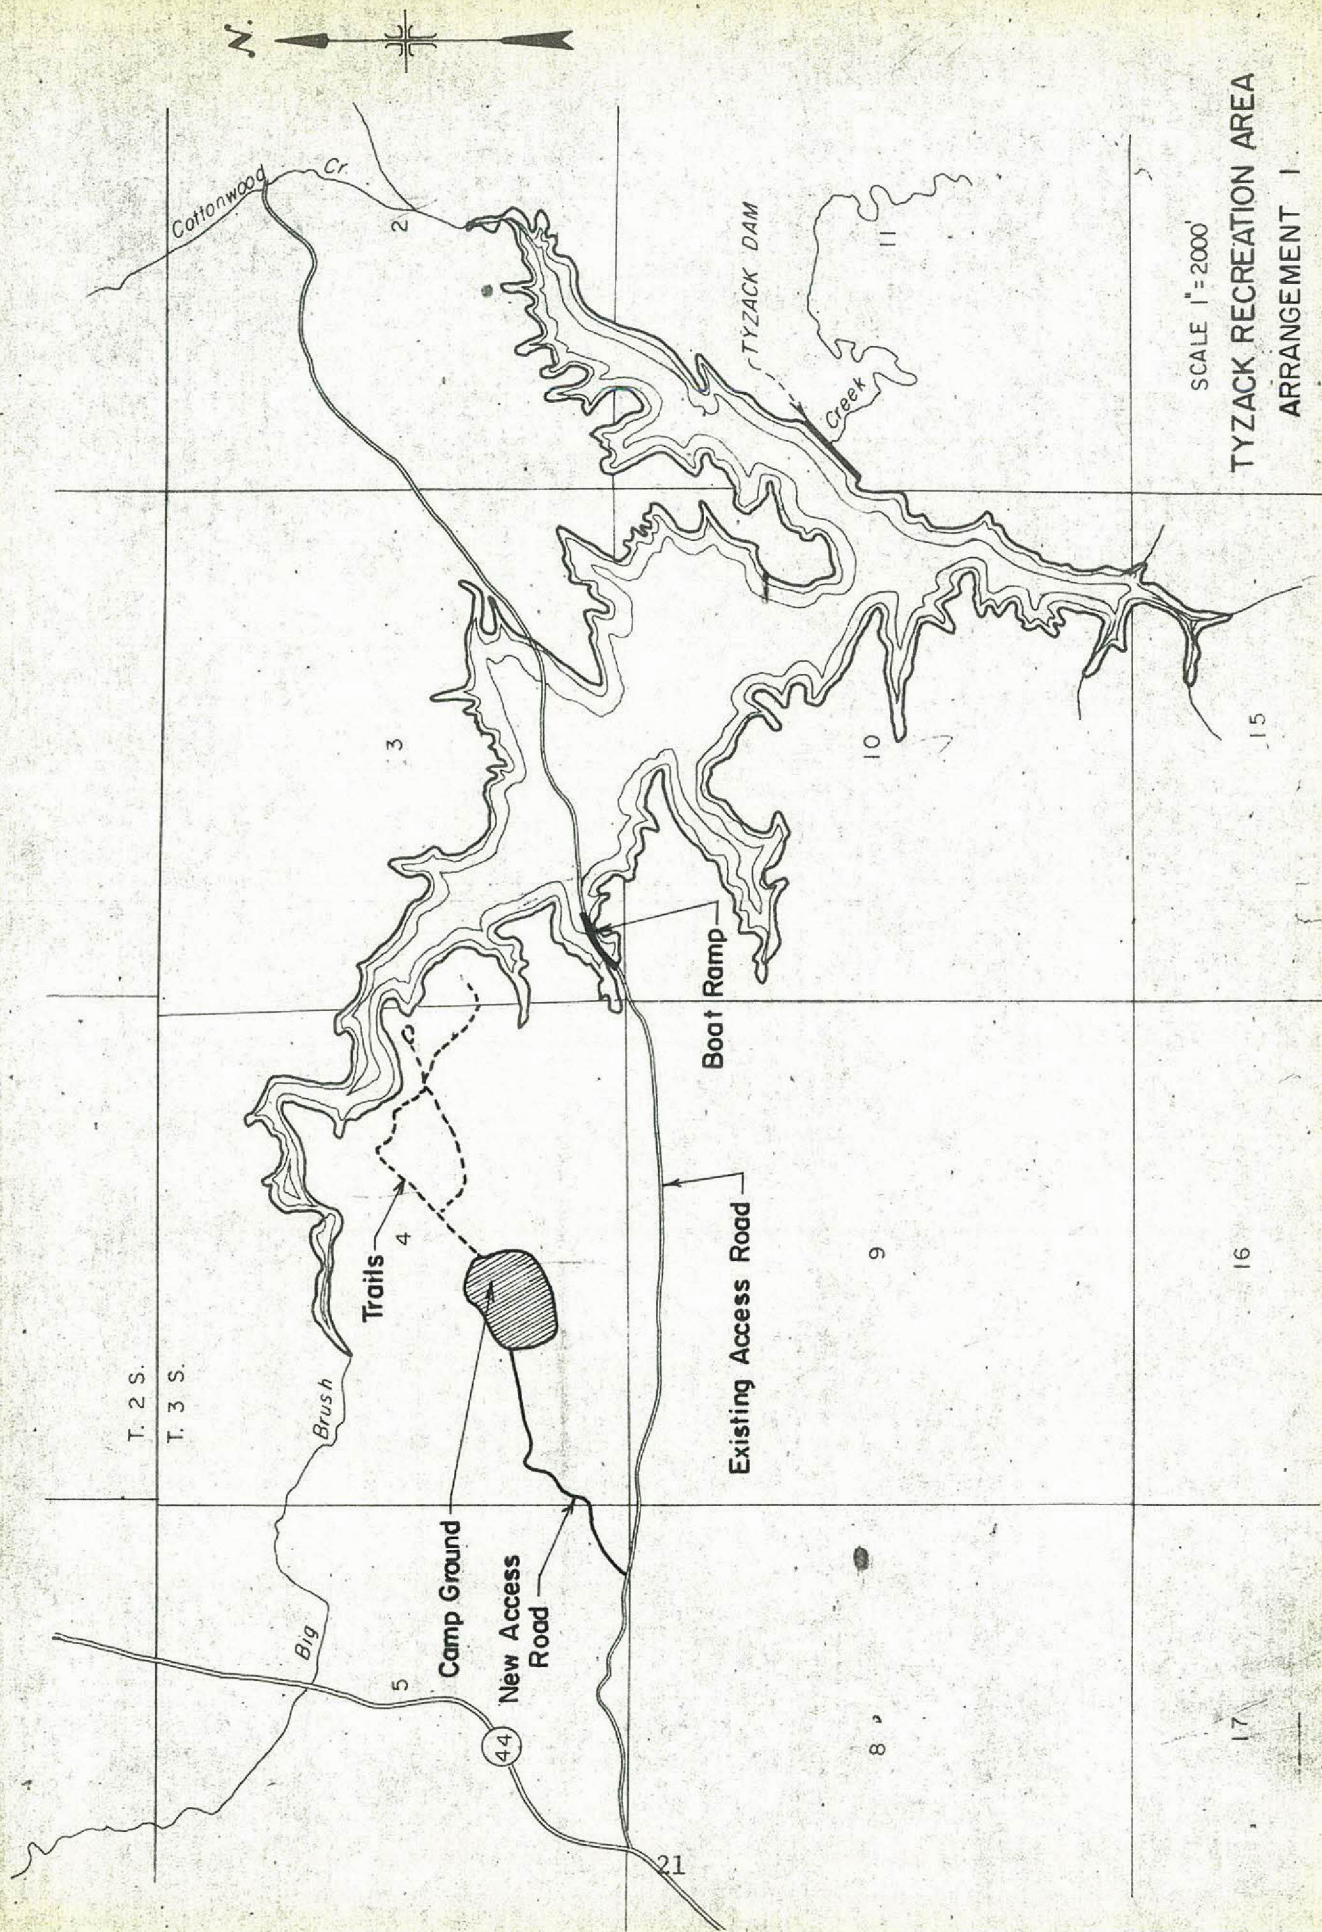 N.
T. 2 S.
T. 3 S.
Cottonwood
Cr
Big
Brush
Creek
2
3
4
5
44
Trails
Camp Ground
New Access
Road
Boat Ramp
Existing Access Road
TYZACK DAM
11
10
9
8
15
16
17
SCALE 1" = 2000'
TYZACK RECREATION AREA
ARRANGEMENT 1
21